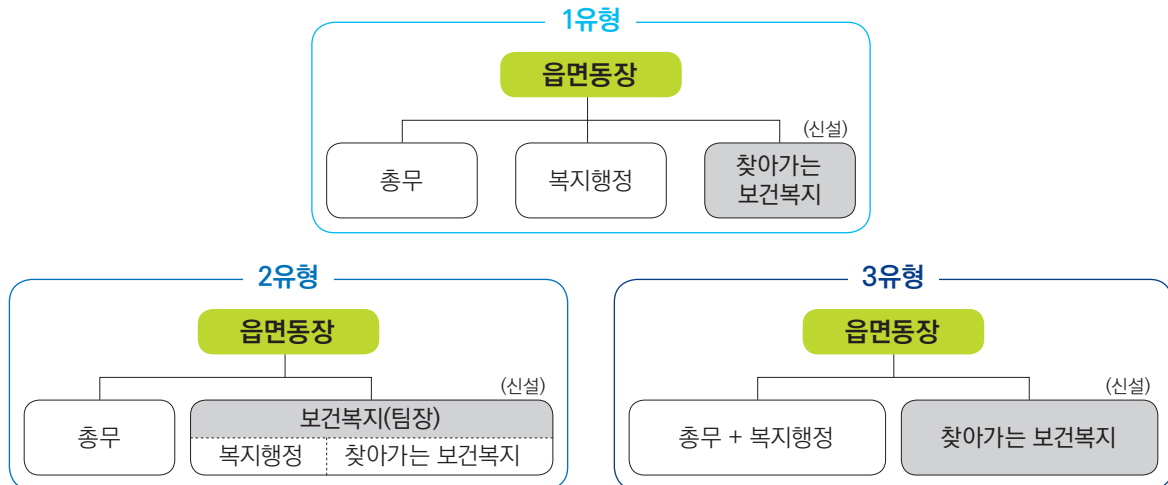 1유형
읍면동장
(신설)
총무
복지행정
찾아가는
보건복지
2유형
읍면동장
(신설)
총무
보건복지(팀장)
복지행정
찾아가는 보건복지
3유형
읍면동장
(신설)
총무 + 복지행정
찾아가는 보건복지